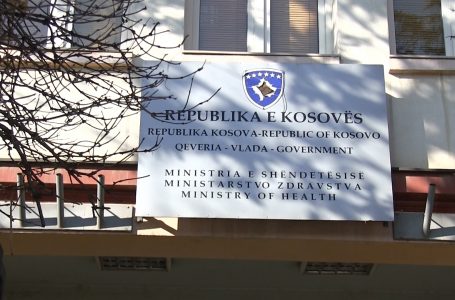 REPUBLIKA E KOSOVËS
REPUBLIKA KOSOVA-REPUBLIC OF KOSOVO
QEVERIA - VLADA - GOVERNMENT
MINISTRIA E SHËNDETËSISË
MINISTARSTVO ZDRAVSTVA
MINISTRY OF HEALTH